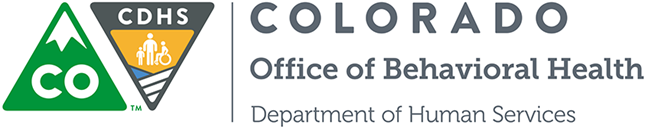 CO
TM
CDHS
COLORADO
Office of Behavioral Health
Department of Human Services